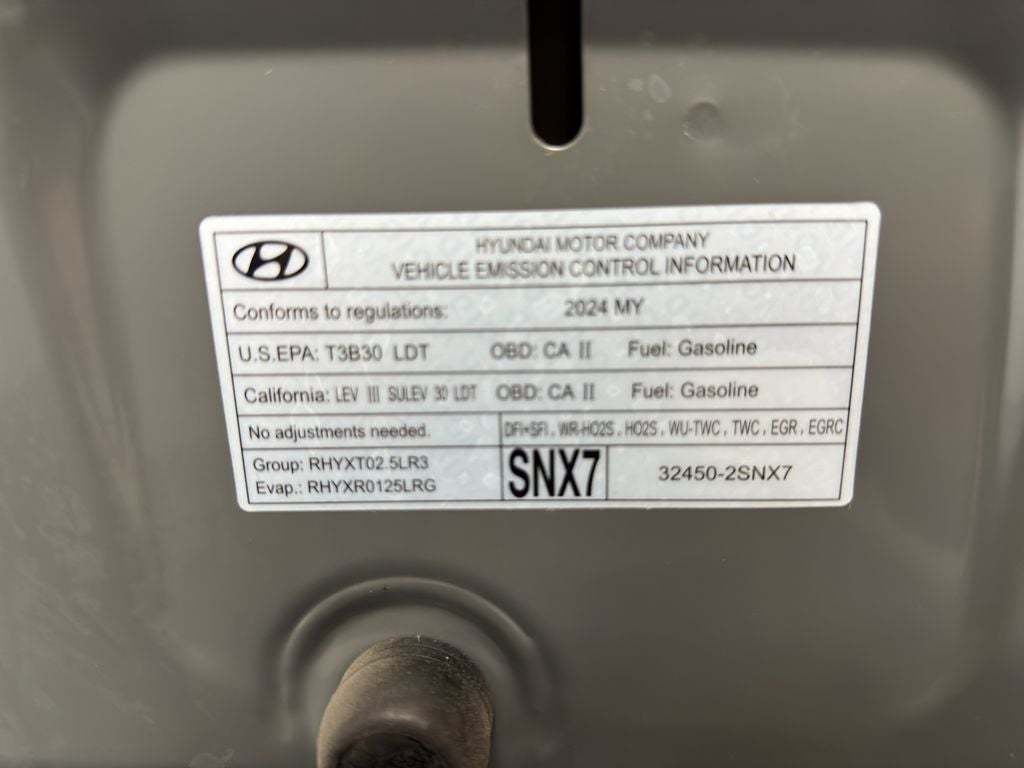 HYUNDAI MOTOR COMPANY
VEHICLE EMISSION CONTROL INFORMATION
Conforms to regulations: 2024 MY
U.S.EPA: T3B30 LDT OBD: CA II Fuel: Gasoline
California: LEV III SULEV 30 LDT OBD: CA II Fuel: Gasoline
No adjustments needed. DFI+SFI, WR-HO2S, HO2S, WU-TWC, TWC, EGR, EGRC
Group: RHYXT02.5LR3
Evap.: RHYXR0125LRG
SNX7 32450-2SNX7